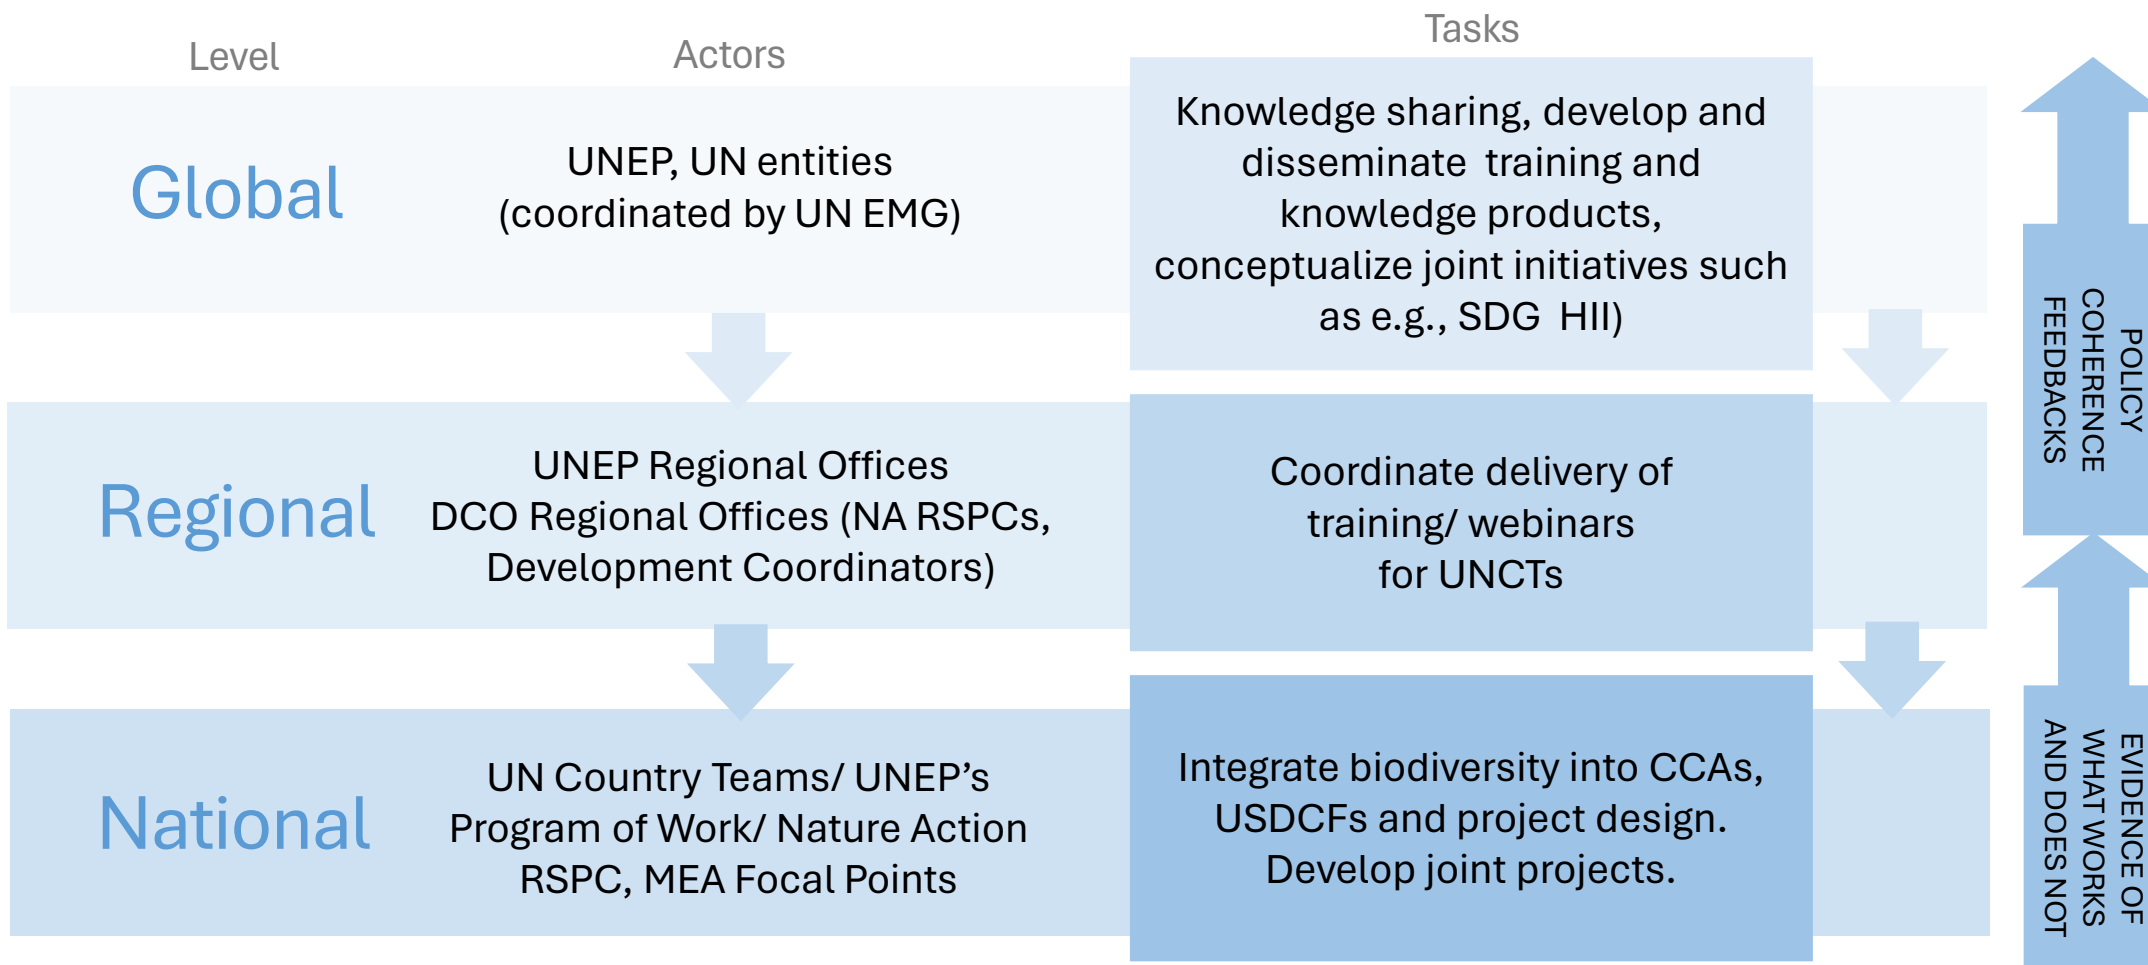 Level
Actors
Tasks
Global
UNEP, UN entities
(coordinated by UN EMG)
Knowledge sharing, develop and
disseminate  training and
knowledge products,
conceptualize joint initiatives such
as e.g., SDG  HII)
Regional
UNEP Regional Offices
DCO Regional Offices (NA RSPCs,
Development Coordinators)
Coordinate delivery of
training/ webinars
for UNCTs
National
UN Country Teams/ UNEP’s
Program of Work/ Nature Action
RSPC, MEA Focal Points
Integrate biodiversity into CCAs,
USDCFs and project design.
Develop joint projects.
POLICY
COHERENCE
FEEDBACKS
EVIDENCE OF
WHAT WORKS
AND DOES NOT